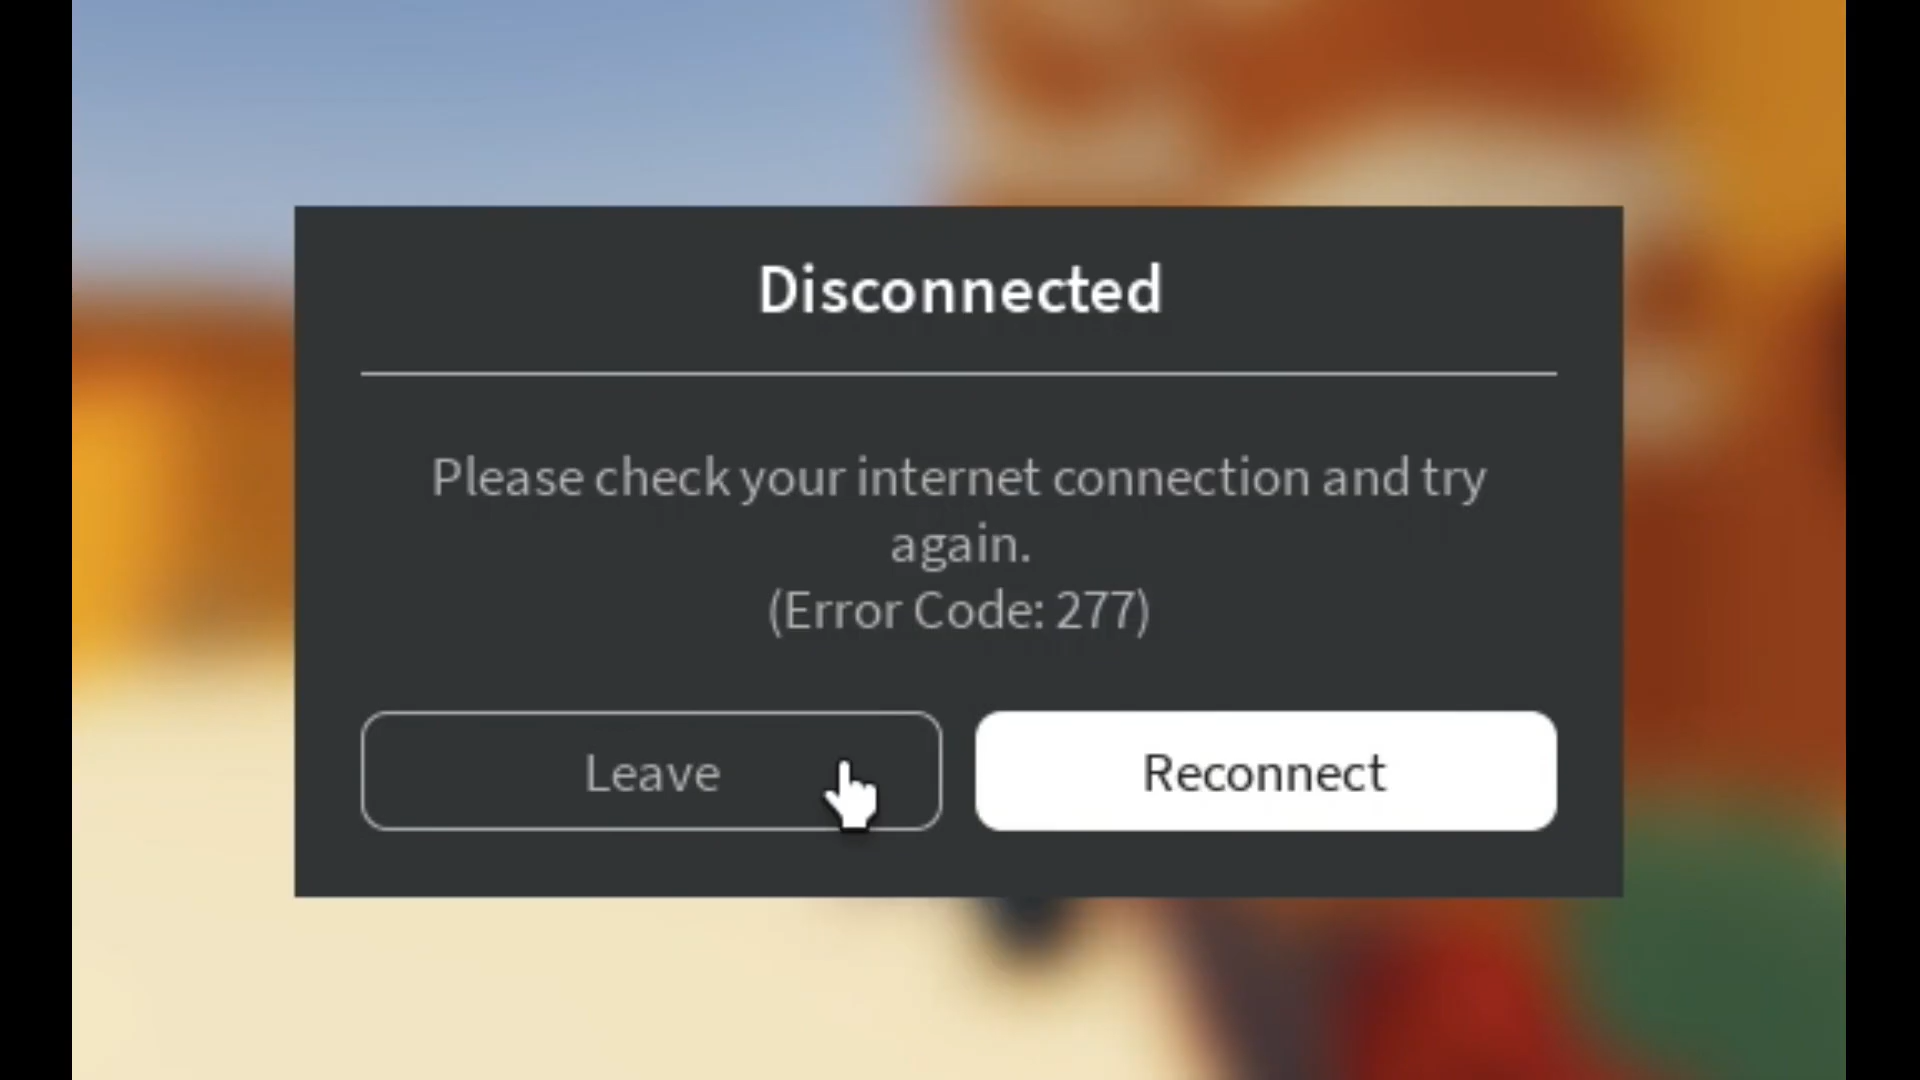 Disconnected
Please check your internet connection and try
again.
(Error Code: 277)
Leave
Reconnect